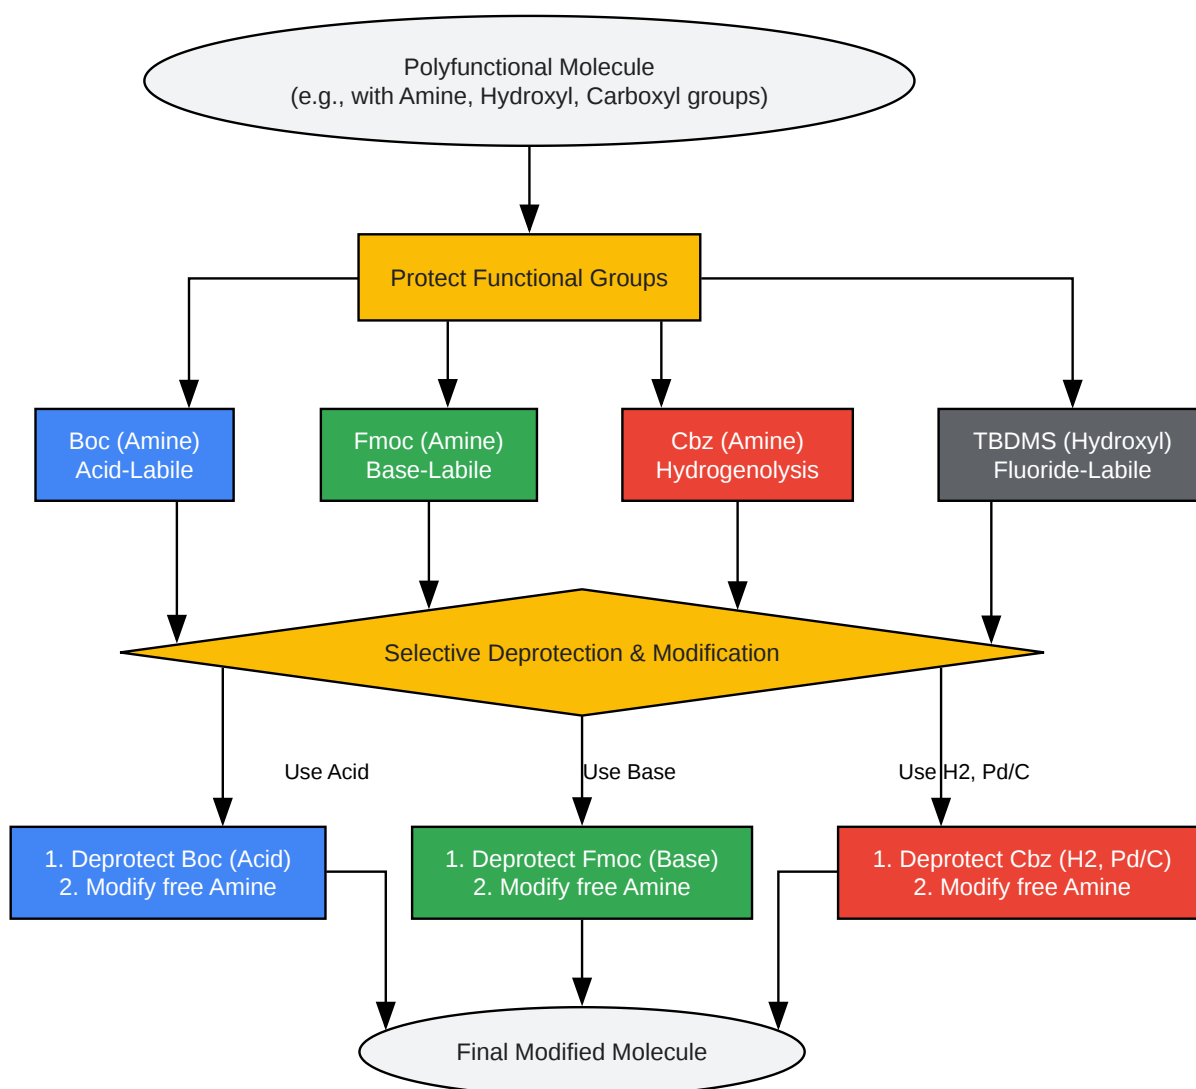 Polyfunctional Molecule
(e.g., with Amine, Hydroxyl, Carboxyl groups)
Protect Functional Groups
Boc (Amine)
Acid-Labile
Fmoc (Amine)
Base-Labile
Cbz (Amine)
Hydrogenolysis
TBDMS (Hydroxyl)
Fluoride-Labile
Selective Deprotection & Modification
Use Acid
Use Base
Use H2, Pd/C
1. Deprotect Boc (Acid)
2. Modify free Amine
1. Deprotect Fmoc (Base)
2. Modify free Amine
1. Deprotect Cbz (H2, Pd/C)
2. Modify free Amine
Final Modified Molecule